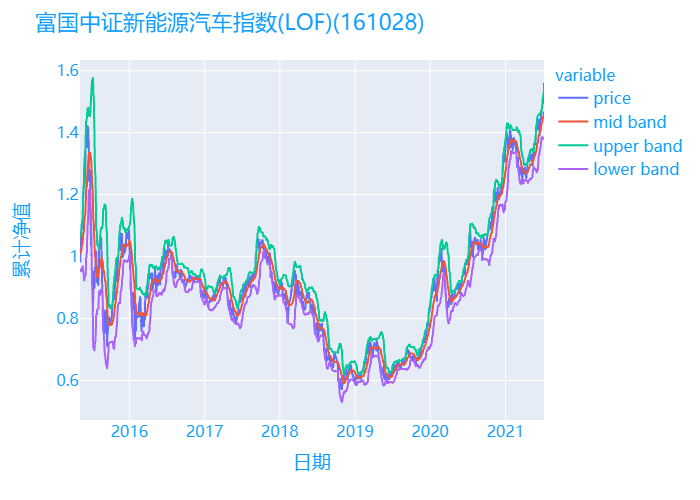 富国中证新能源汽车指数(LOF)(161028)
variable
price
mid band
upper band
lower band
1.6
1.4
1.2
1
0.8
0.6
累计净值
2016 2017 2018 2019 2020 2021
日期